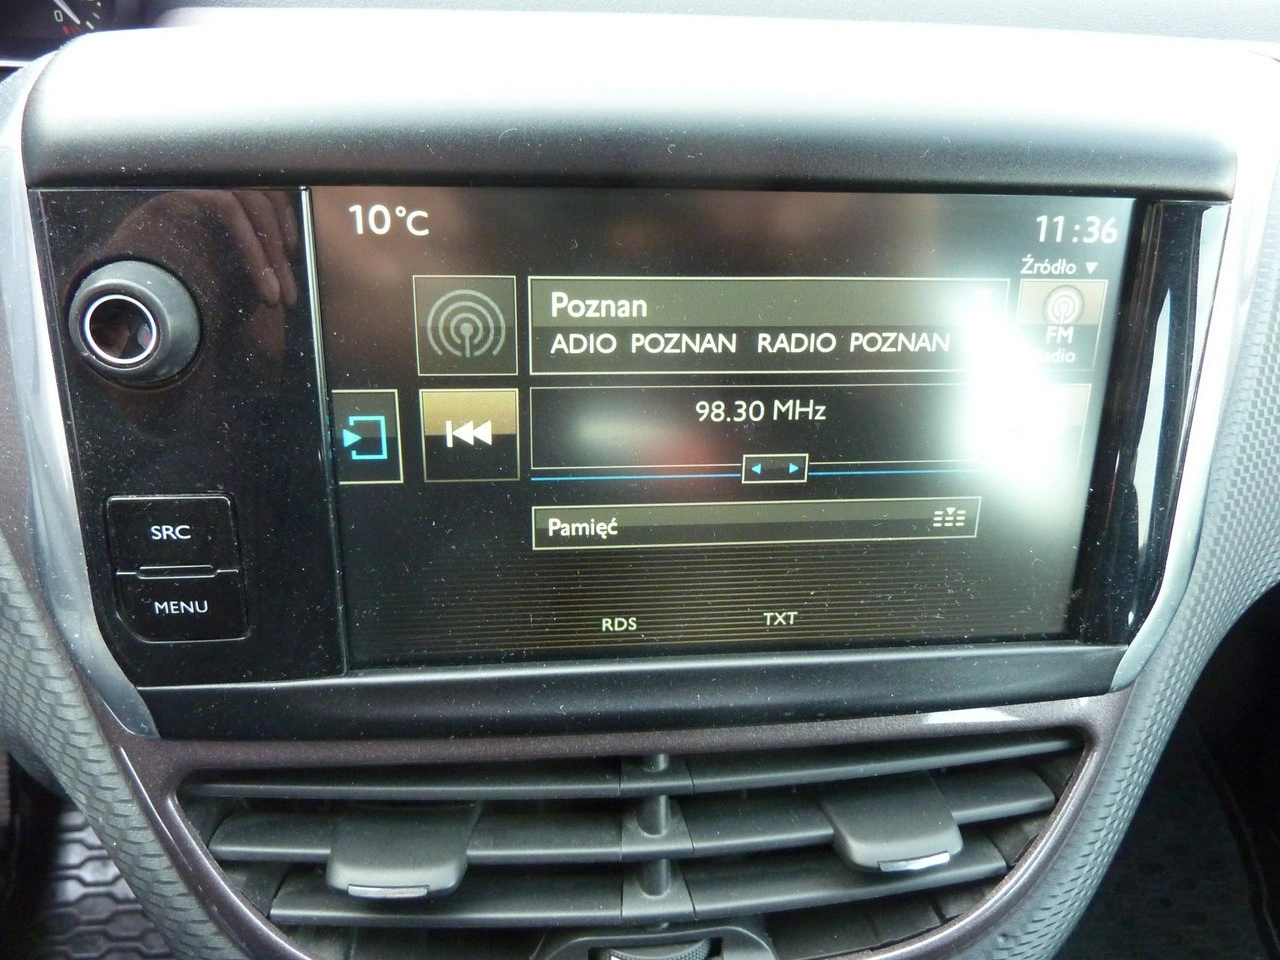 10°C
11:36
Źródło ▼
Poznan
ADIO POZNAN RADIO POZNAN
FM
98.30 MHz
Pamięć
SRC
MENU
RDS
TXT